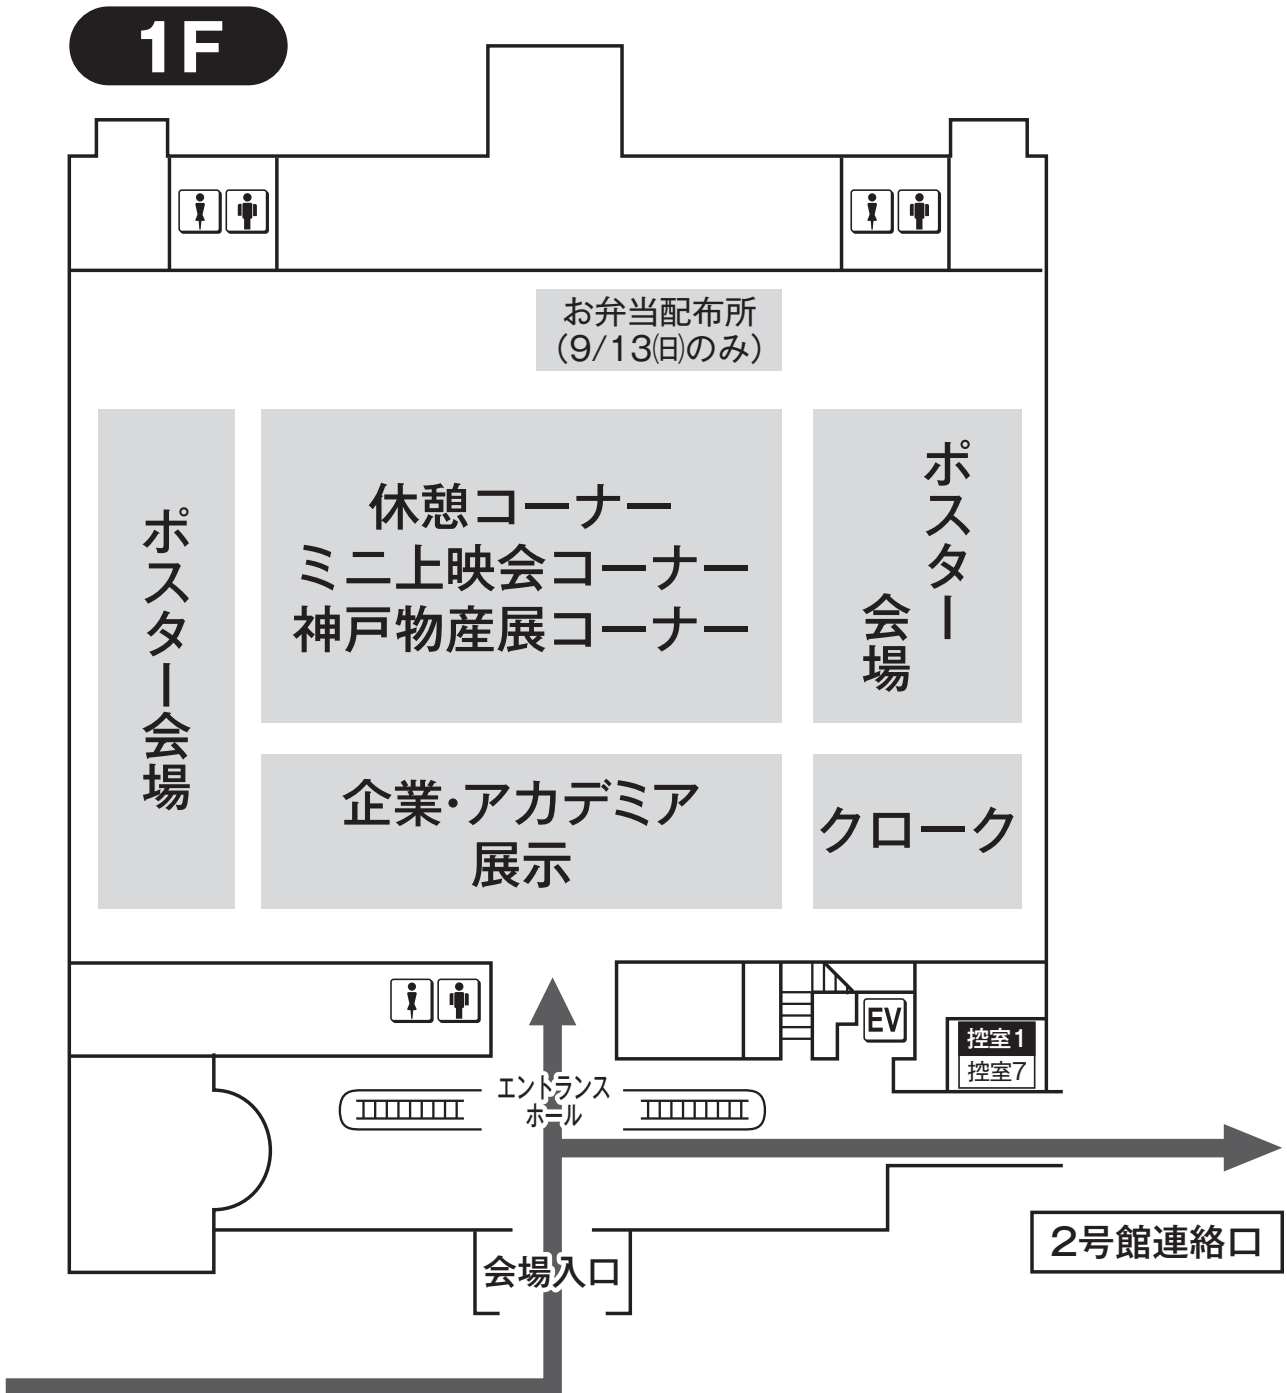 1F
お弁当配布所
（9/13㈰のみ）
ポスター会場
休憩コーナー
ミニ上映会コーナー
神戸物産展コーナー
ポスター
会場
企業・アカデミア
展示
クローク
EV
控室1
控室7
エントランス
ホール
2号館連絡口
会場入口